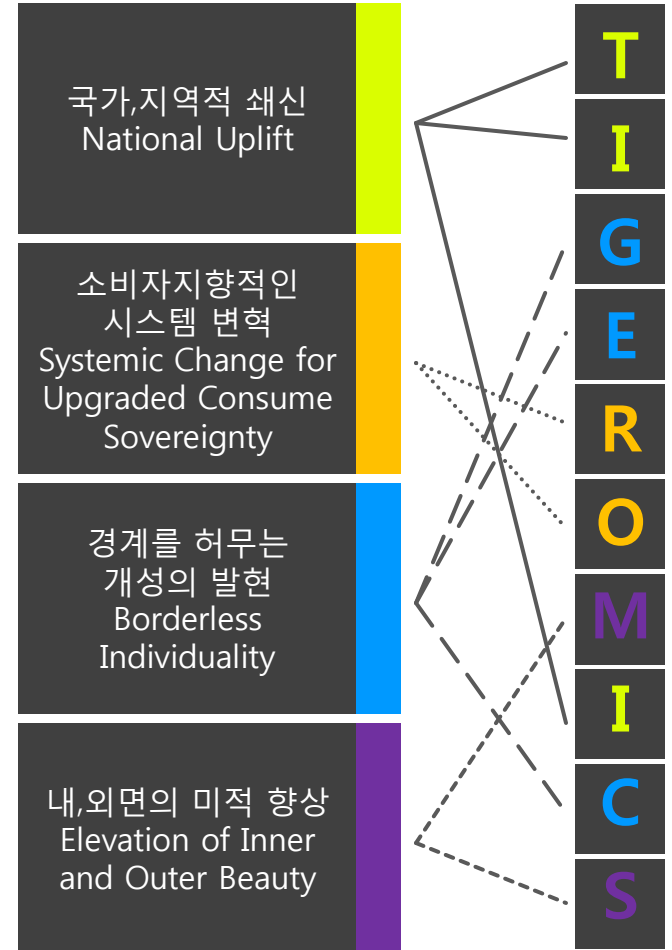 국가,지역적 쇄신
National Uplift
소비자지향적인
시스템 변혁
Systemic Change for
Upgraded Consume
Sovereignty
경계를 허무는
개성의 발현
Borderless
Individuality
내,외면의 미적 향상
Elevation of Inner
and Outer Beauty
T
I
G
E
R
O
M
I
C
S